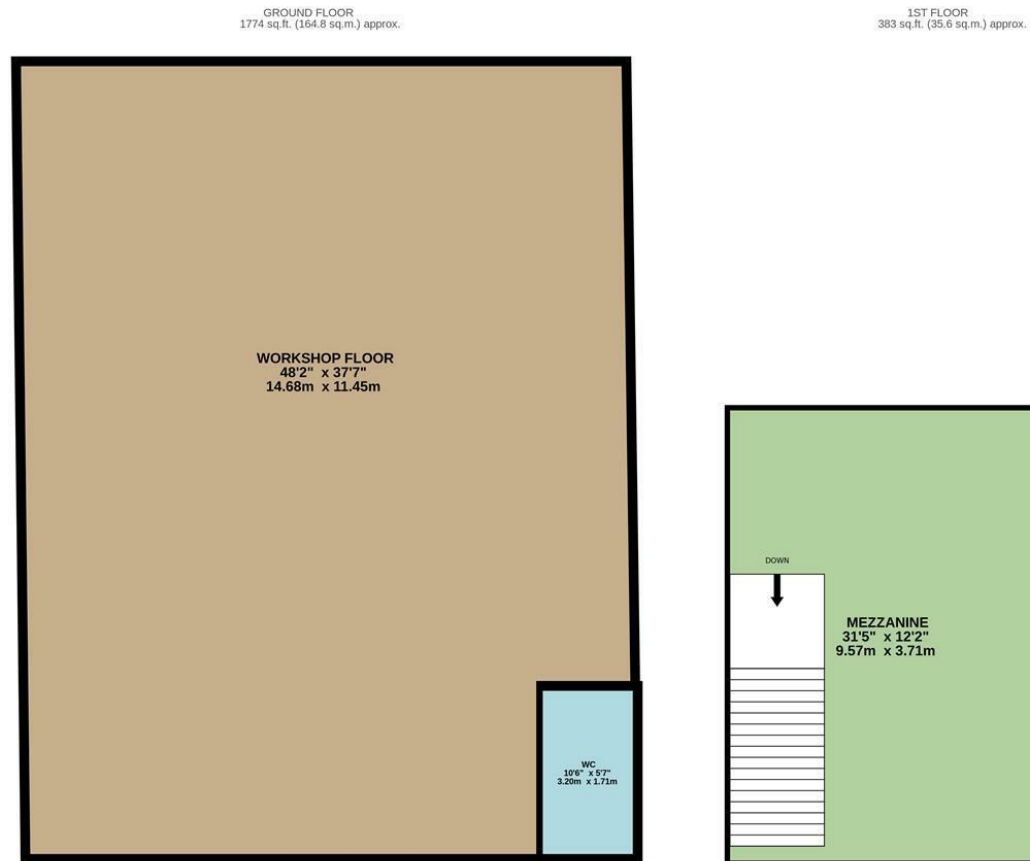 GROUND FLOOR
1774 sq.ft. (164.8 sq.m.) approx.
1ST FLOOR
383 sq.ft. (35.6 sq.m.) approx.
WORKSHOP FLOOR
48'2" x 37'7"
14.68m x 11.45m
DOWN
MEZZANINE
31'5" x 12'2"
9.57m x 3.71m
WC
10'6" x 5'7"
3.20m x 1.71m